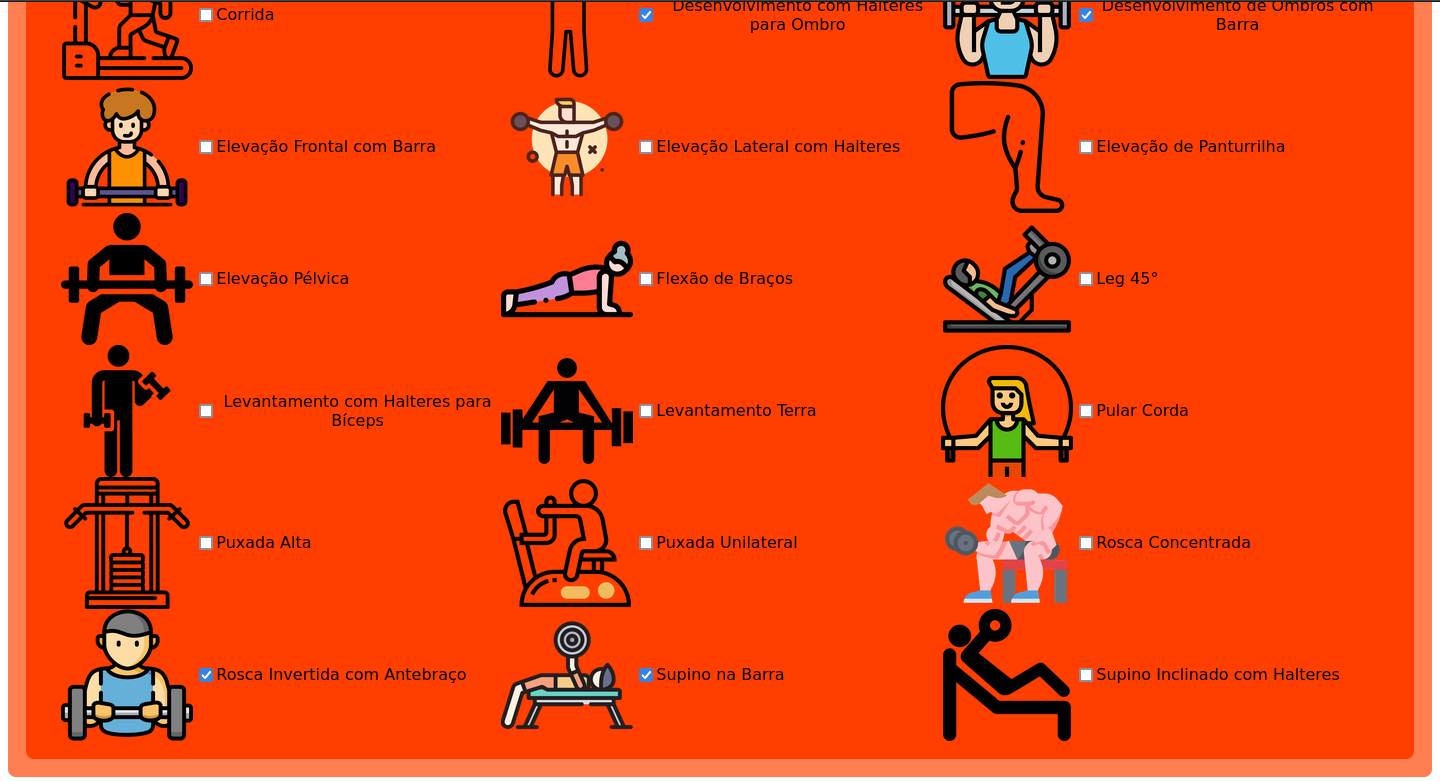 Corrida
Desenvolvimento com Halteres
para Ombro
Desenvolvimento de Ombros com
Barra
Elevação Frontal com Barra
Elevação Lateral com Halteres
Elevação de Panturrilha
Elevação Pélvica
Flexão de Braços
Leg 45°
Levantamento com Halteres para
Bíceps
Levantamento Terra
Pular Corda
Puxada Alta
Puxada Unilateral
Rosca Concentrada
Rosca Invertida com Antebraço
Supino na Barra
Supino Inclinado com Halteres